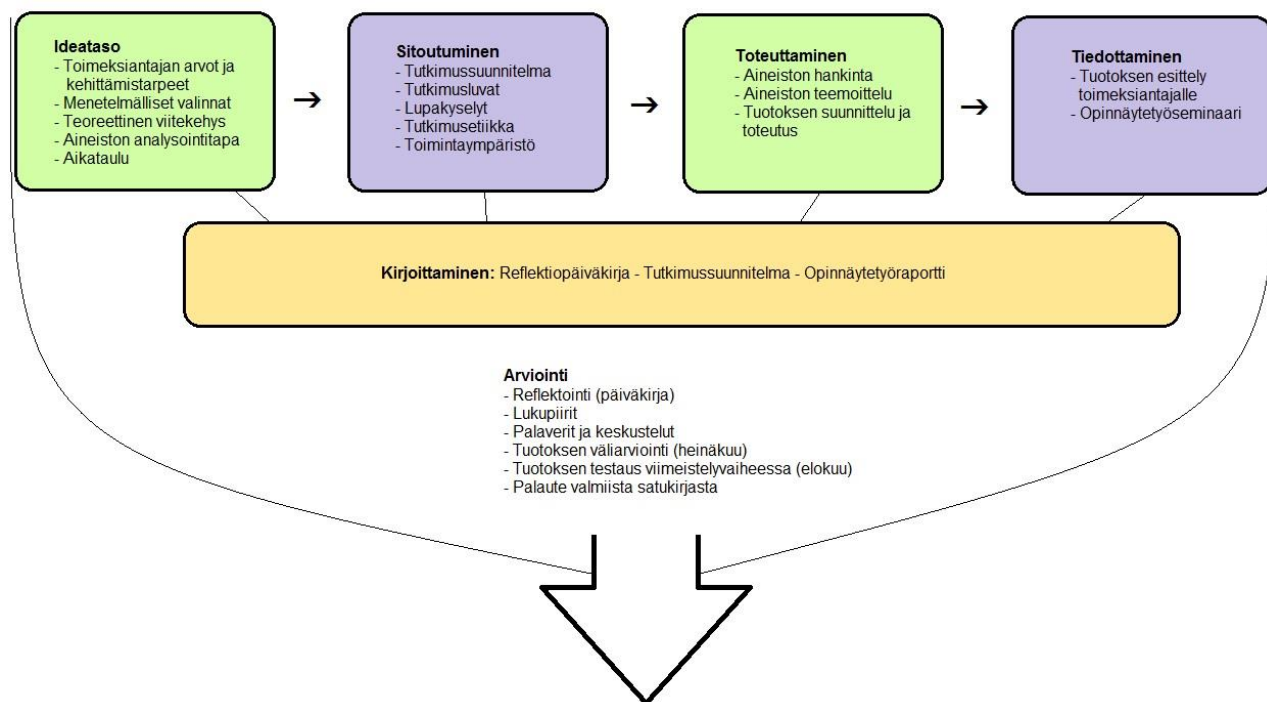 Ideataso
- Toimeksiantajan arvot ja
kehittämistarpeet
- Menetelmälliset valinnat
- Teoreettinen viitekehys
- Aineiston analysointitapa
- Aikataulu
Sitoutuminen
- Tutkimussuunnitelma
- Tutkimusluvat
- Lupakyselyt
- Tutkimusetiikka
- Toimintaympäristö
Toteuttaminen
- Aineiston hankinta
- Aineiston teemoittelu
- Tuotoksen suunnittelu ja
toteutus
Tiedottaminen
- Tuotoksen esittely
toimeksiantajalle
- Opinnäytetyöseminaari
Kirjoittaminen: Reflektiopäiväkirja - Tutkimussuunnitelma - Opinnäytetyöraportti
Arviointi
- Reflektointi (päiväkirja)
- Lukupiirit
- Palaverit ja keskustelut
- Tuotoksen väliarviointi (heinäkuu)
- Tuotoksen testaus viimeistelyvaiheessa (elokuu)
- Palaute valmiista satukirjasta